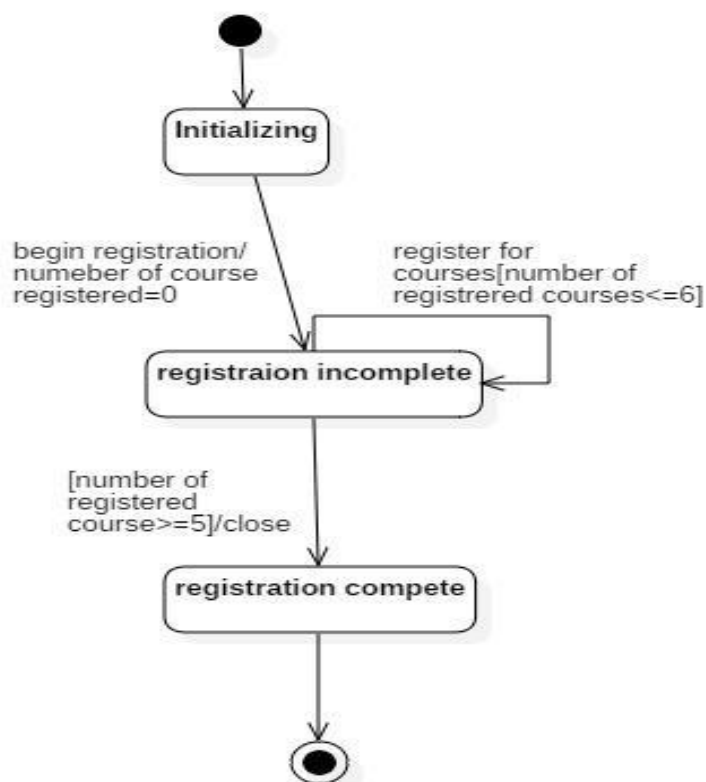 Initializing
begin registration/
numeber of course
registered=0
register for
courses[number of
registrered courses<=6]
registraion incomplete
[number of
registered
course>=5]/close
registration compete